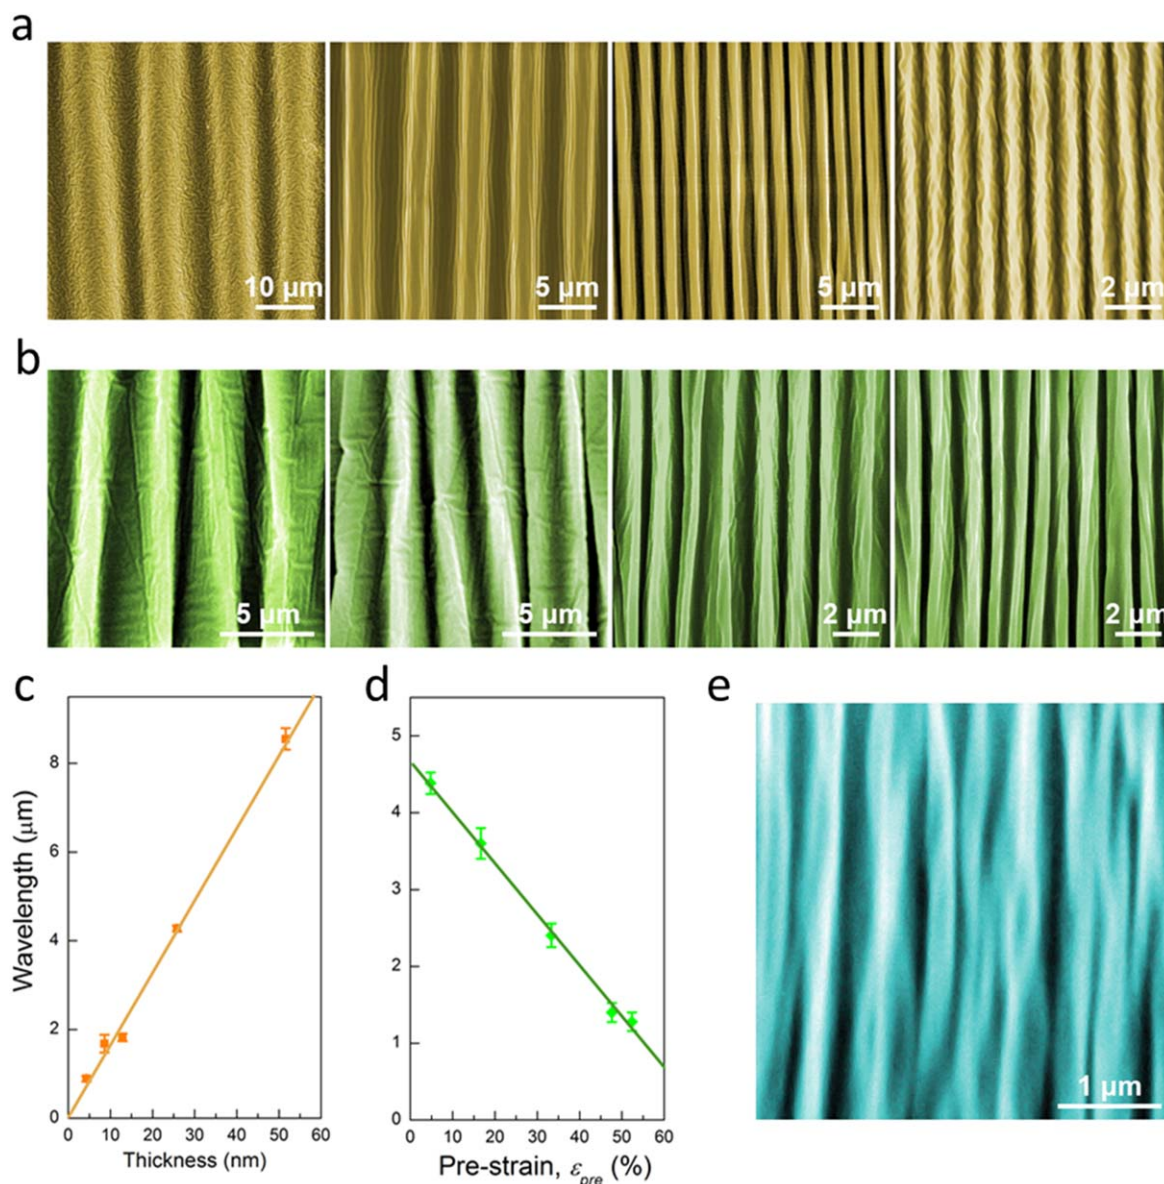 a
10 µm
5 µm
5 µm
2 µm
b
5 µm
5 µm
2 µm
2 µm
c
Wavelength (µm)
8
6
4
2
0
0 10 20 30 40 50 60
Thickness (nm)
d
5
4
3
2
1
0
0 10 20 30 40 50 60
Pre-strain, εpre (%)
e
1 µm